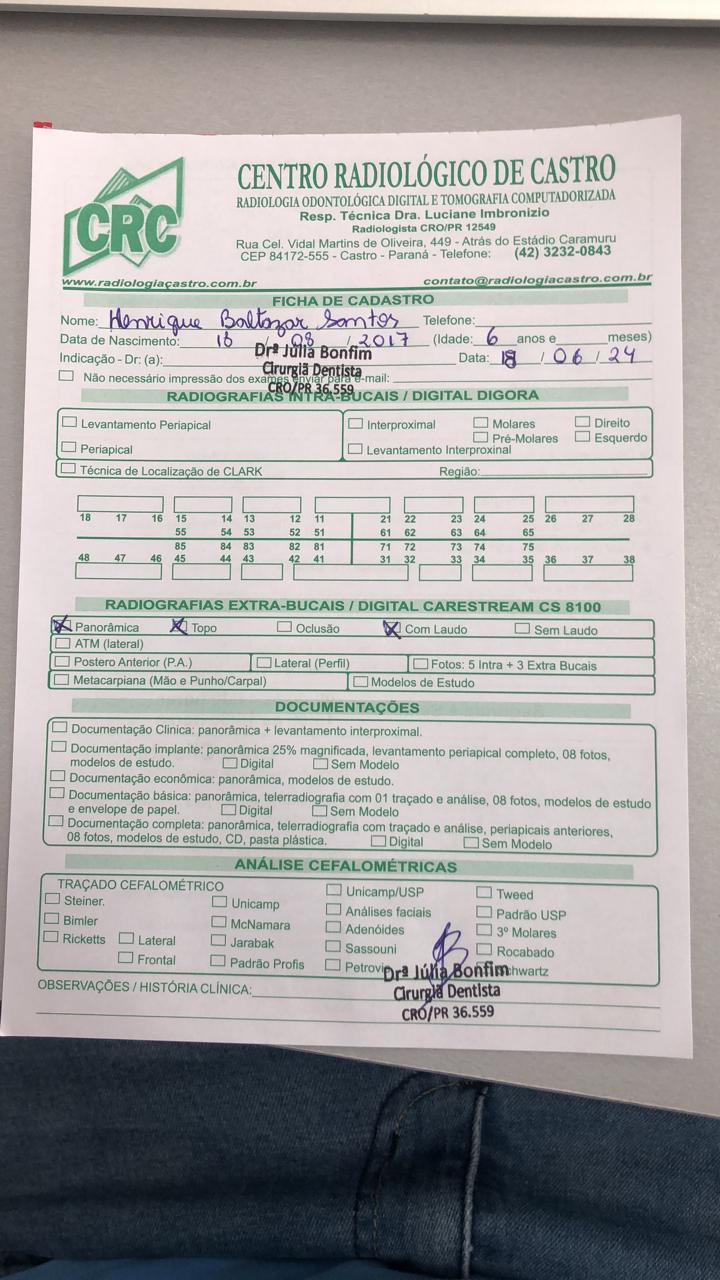 CRC
CENTRO RADIOLÓGICO DE CASTRO
RADIOLOGIA ODONTOLÓGICA DIGITAL E TOMOGRAFIA COMPUTADORIZADA
Resp. Técnica Dra. Luciane Imbronizio
Radiologista CRO/PR 12549
Rua Cel. Vidal Martins de Oliveira, 449 - Atrás do Estádio Caramuru
CEP 84172-555 - Castro - Paraná - Telefone: (42) 3232-0843
www.radiologiaçastro.com.br contato@radiologiacastro.com.br
FICHA DE CADASTRO
Nome: Henrique Baltazar Santos Telefone:
Data de Nascimento: 18 / 08 / 2017 (Idade: 6 anos e meses)
Indicação - Dr: (a): Drª Júlia Bonfim Data: 18 / 06 / 24
Cirurgiã Dentista
Não necessário impressão dos exames enviar para e-mail:
CRO/PR 36.559
RADIOGRAFIAS INTRA-BUCAIS / DIGITAL DIGORA
Levantamento Periapical Interproximal Molares Direito
Pré-Molares Esquerdo
Periapical Levantamento Interproximal
Técnica de Localização de CLARK Região:
18 17 16 15 14 13 12 11 21 22 23 24 25 26 27 28
55 54 53 52 51 61 62 63 64 65
85 84 83 82 81 71 72 73 74 75
48 47 46 45 44 43 42 41 31 32 33 34 35 36 37 38
RADIOGRAFIAS EXTRA-BUCAIS / DIGITAL CARESTREAM CS 8100
X Panorâmica X Topo Oclusão X Com Laudo Sem Laudo
ATM (lateral)
Postero Anterior (P.A.) Lateral (Perfil) Fotos: 5 Intra + 3 Extra Bucais
Metacarpiana (Mão e Punho/Carpal) Modelos de Estudo
DOCUMENTAÇÕES
Documentação Clinica: panorâmica + levantamento interproximal.
Documentação implante: panorâmica 25% magnificada, levantamento periapical completo, 08 fotos,
modelos de estudo. Digital Sem Modelo
Documentação econômica: panorâmica, modelos de estudo.
Documentação básica: panorâmica, telerradiografia com 01 traçado e análise, 08 fotos, modelos de estudo
e envelope de papel. Digital Sem Modelo
Documentação completa: panorâmica, telerradiografia com traçado e análise, periapicais anteriores,
08 fotos, modelos de estudo, CD, pasta plástica. Digital Sem Modelo
ANÁLISE CEFALOMÉTRICAS
TRAÇADO CEFALOMÉTRICO Unicamp/USP Tweed
Steiner. Unicamp Análises faciais Padrão USP
Bimler McNamara Adenóides 3º Molares
Ricketts Lateral Jarabak Sassouni Rocabado
Frontal Padrão Profis
Drª Júlia Bonfim
OBSERVAÇÕES / HISTÓRIA CLÍNICA: Cirurgiã Dentista
CRO/PR 36.559